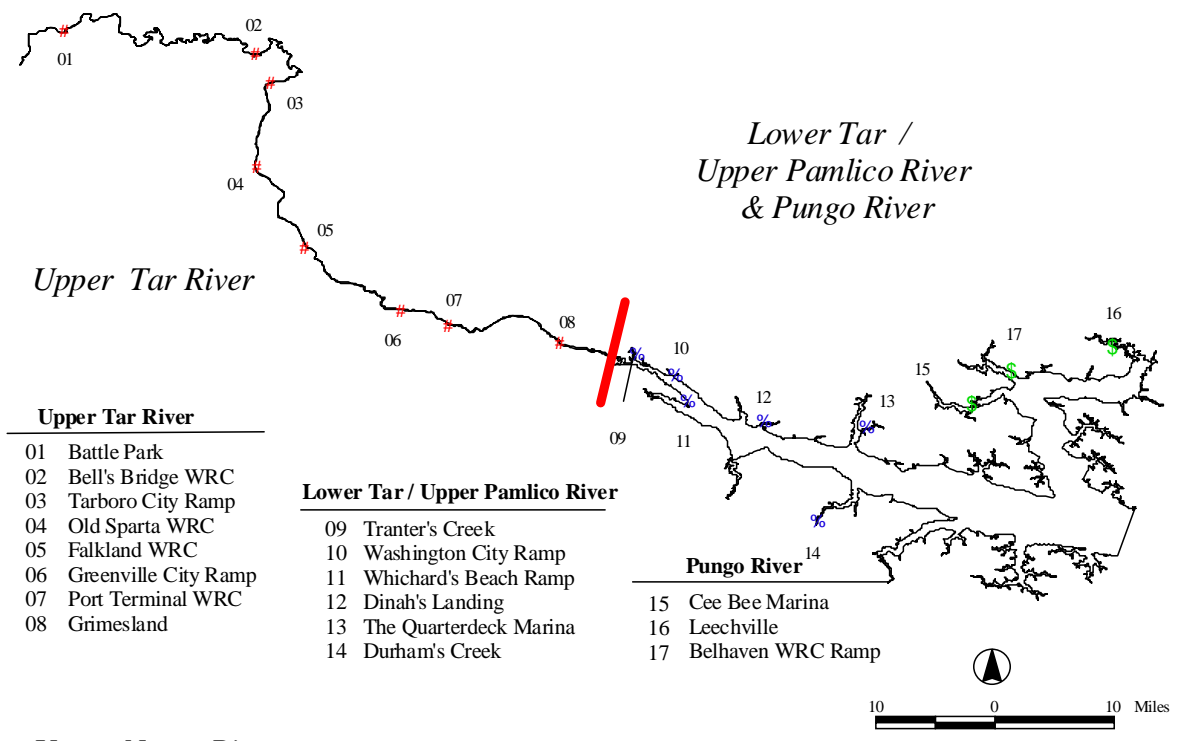 01
02
03
04
05
06
07
08
09
10
11
12
13
14
15
16
17
Lower Tar /
Upper Pamlico River
& Pungo River
Upper Tar River
Upper Tar River
01 Battle Park
02 Bell's Bridge WRC
03 Tarboro City Ramp
04 Old Sparta WRC
05 Falkland WRC
06 Greenville City Ramp
07 Port Terminal WRC
08 Grimesland
Lower Tar / Upper Pamlico River
09 Tranter's Creek
10 Washington City Ramp
11 Whichard's Beach Ramp
12 Dinah's Landing
13 The Quarterdeck Marina
14 Durham's Creek
Pungo River
15 Cee Bee Marina
16 Leechville
17 Belhaven WRC Ramp
10 0 10 Miles